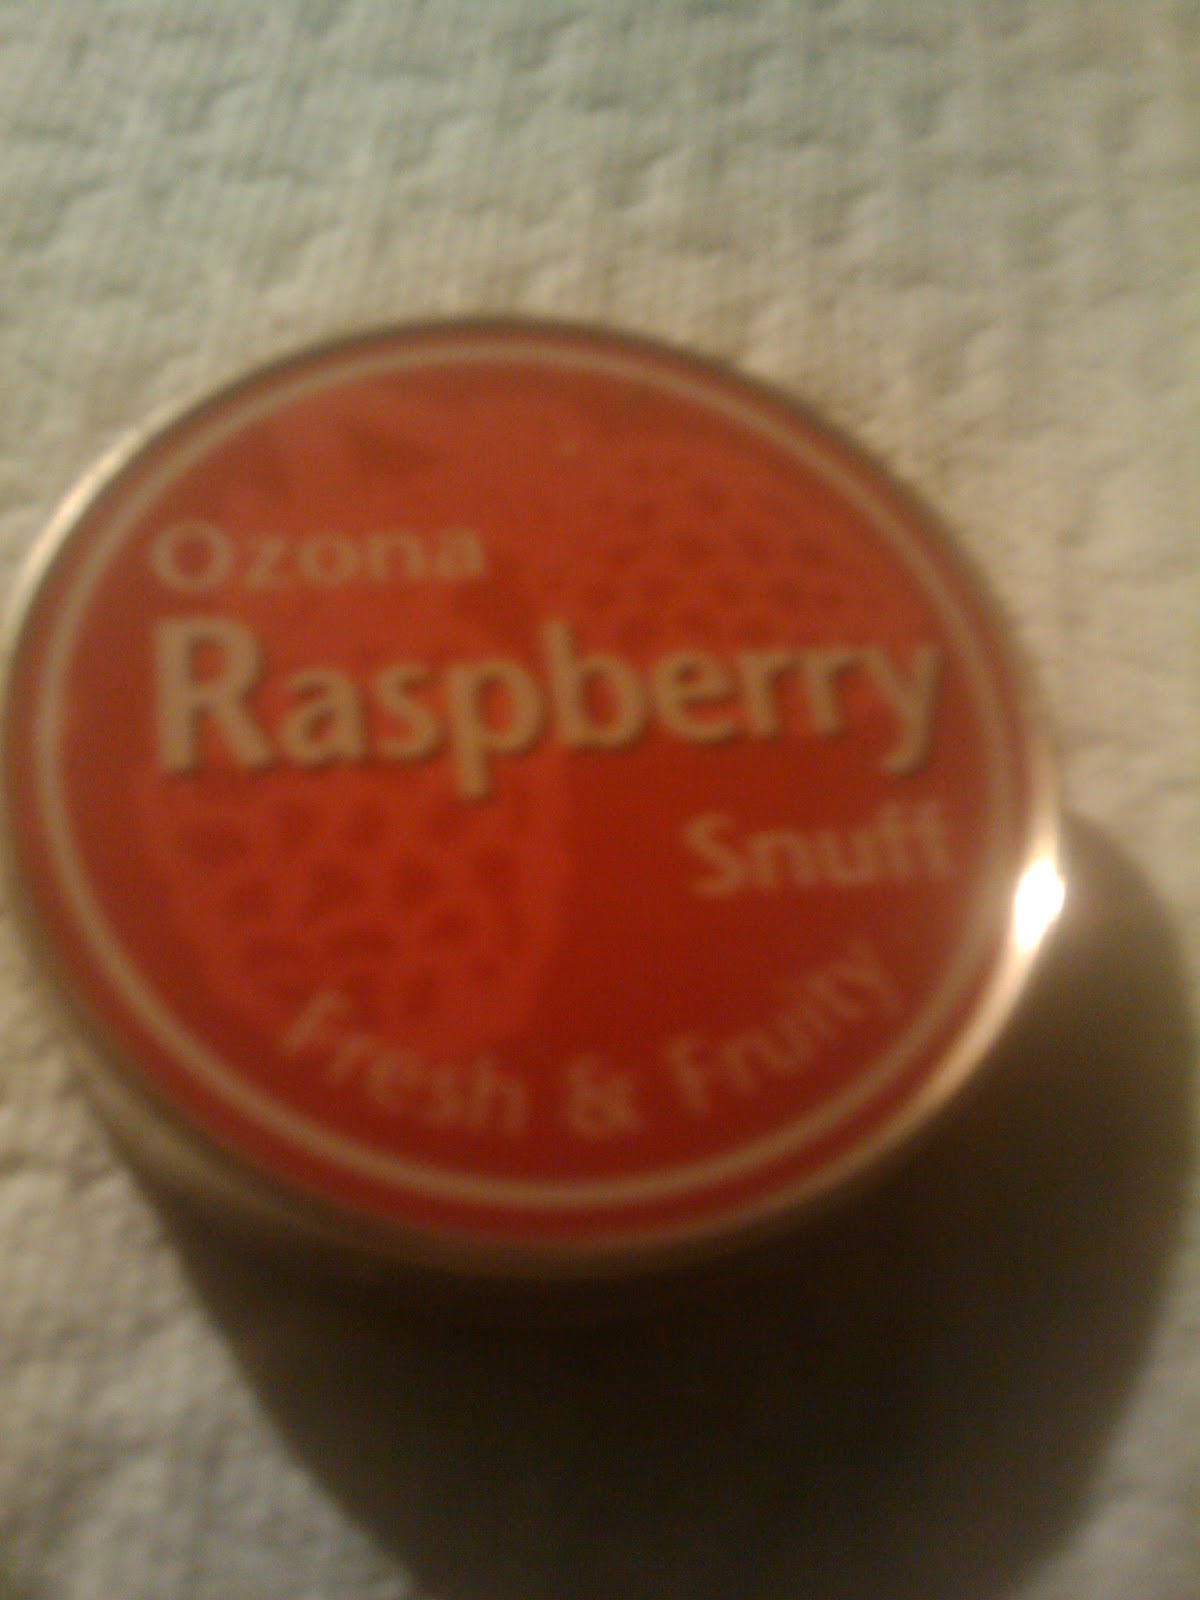 Ozona
Raspberry
Snuff
Fresh & Fruity